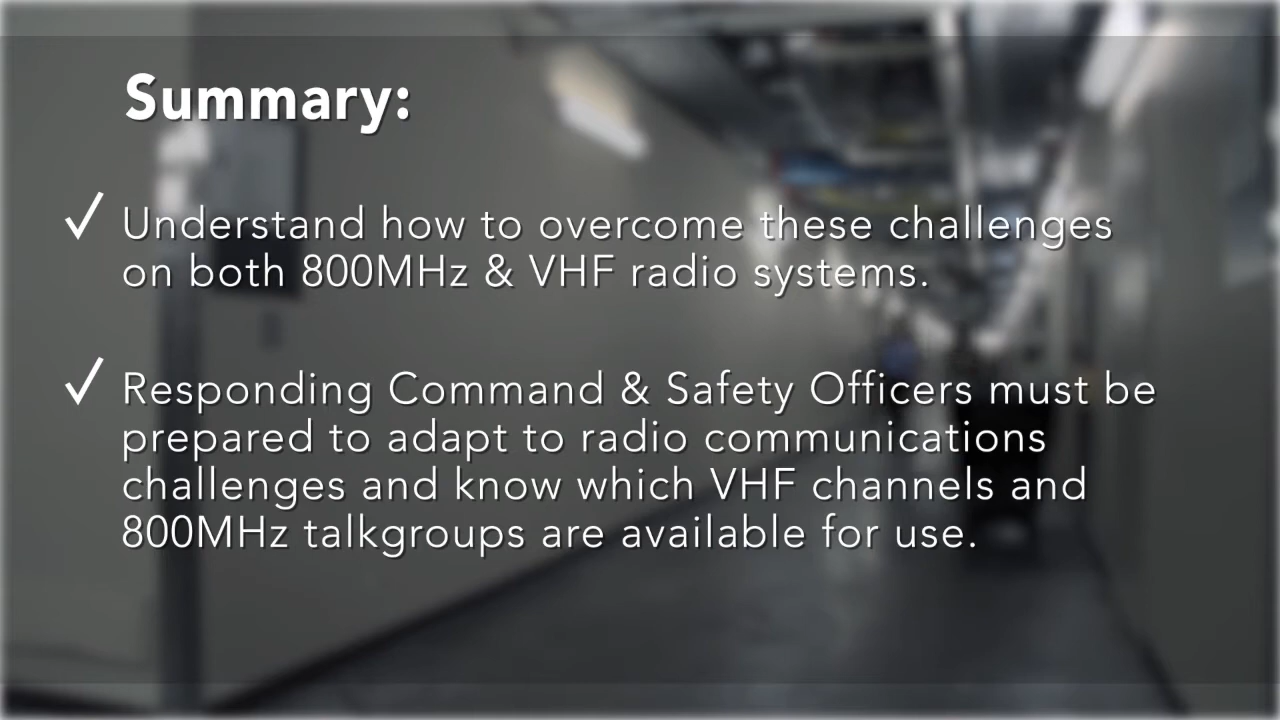 Summary:
✓ Understand how to overcome these challenges
on both 800MHz & VHF radio systems.
✓ Responding Command & Safety Officers must be
prepared to adapt to radio communications
challenges and know which VHF channels and
800MHz talkgroups are available for use.